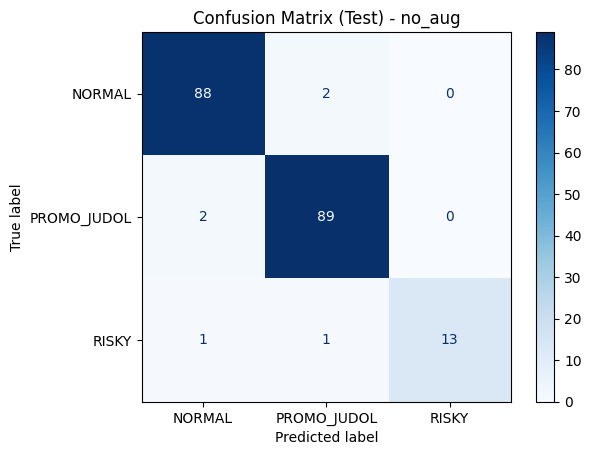 Confusion Matrix (Test) - no_aug
True label
NORMAL 88 2 0
PROMO_JUDOL 2 89 0
RISKY 1 1 13
NORMAL PROMO_JUDOL RISKY
Predicted label
80
70
60
50
40
30
20
10
0